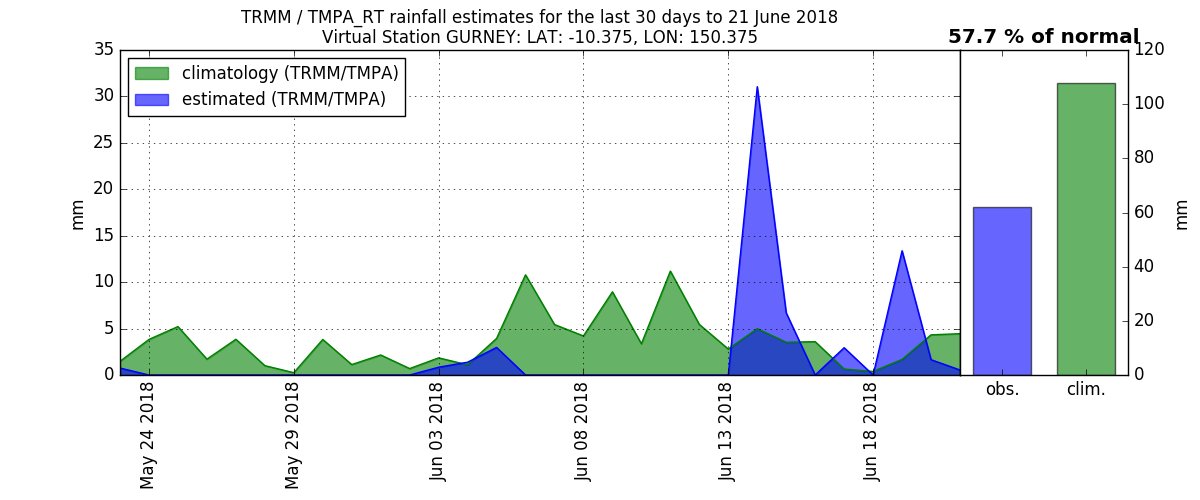 TRMM / TMPA_RT rainfall estimates for the last 30 days to 21 June 2018
Virtual Station GURNEY: LAT: -10.375, LON: 150.375
57.7 % of normal
climatology (TRMM/TMPA)
estimated (TRMM/TMPA)
mm
35
30
25
20
15
10
5
0
May 24 2018
May 29 2018
Jun 03 2018
Jun 08 2018
Jun 13 2018
Jun 18 2018
obs.
clim.
120
100
80
60
40
20
0
mm